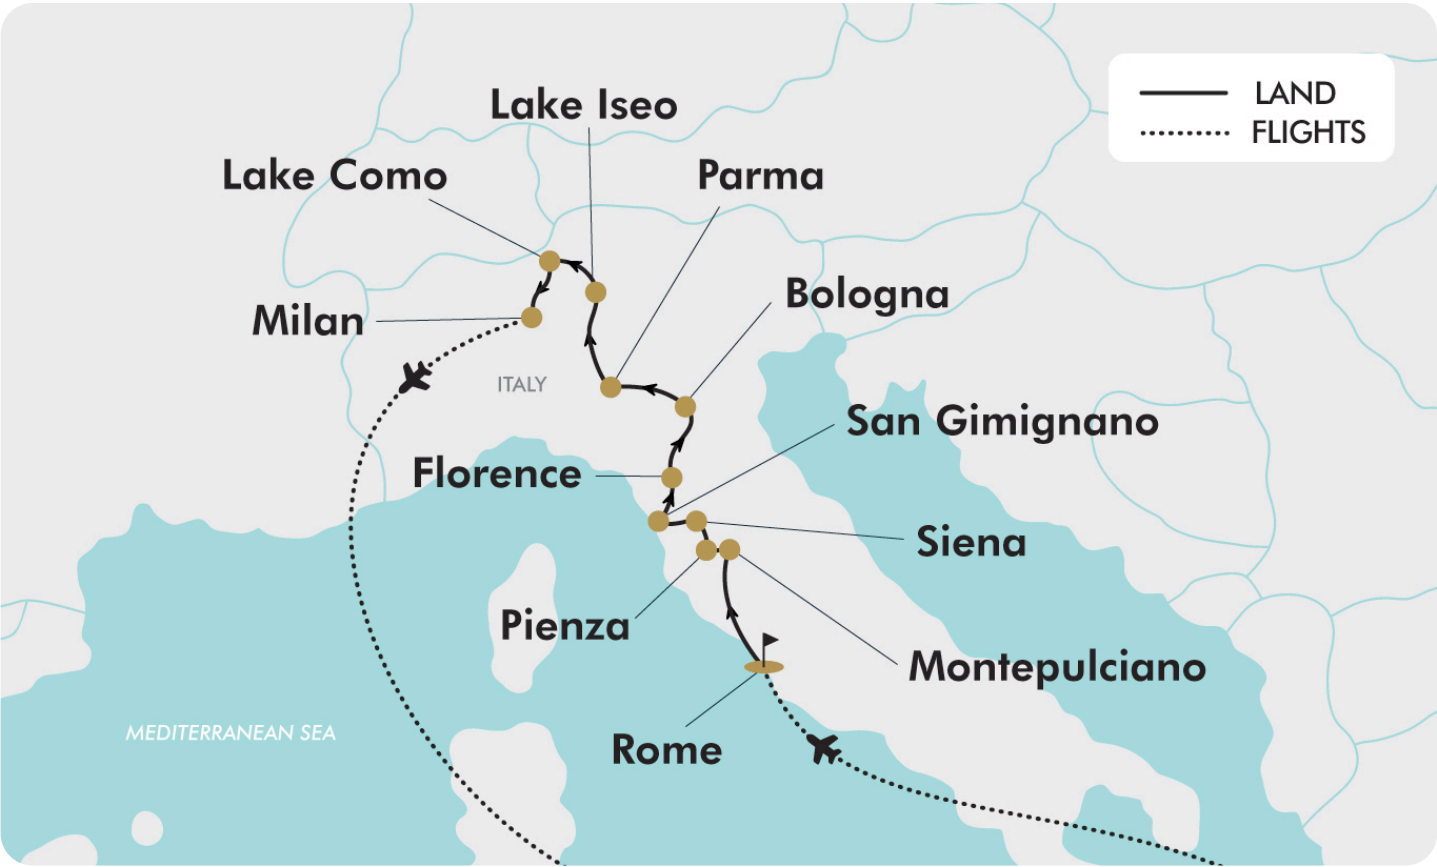 Lake Iseo
LAND
FLIGHTS
Lake Como
Parma
Bologna
Milan
ITALY
San Gimignano
Florence
Siena
Pienza
Montepulciano
MEDITERRANEAN SEA
Rome